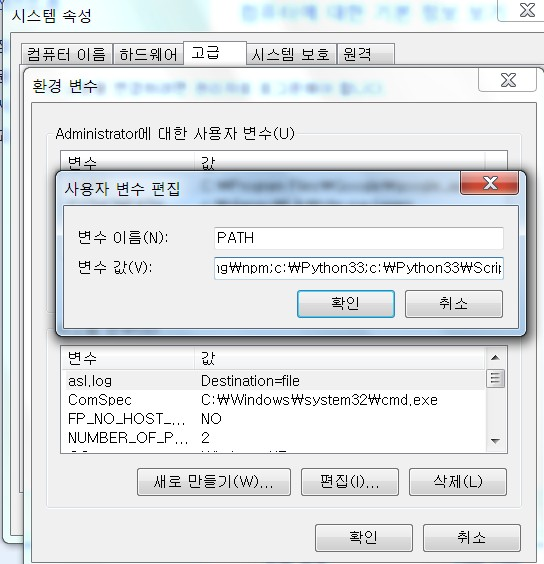 시스템 속성
컴퓨터 이름 하드웨어 고급 시스템 보호 원격
환경 변수
Administrator에 대한 사용자 변수(U)
변수 값
사용자 변수 편집
변수 이름(N): PATH
변수 값(V): ng₩npm;c:₩Python33;c:₩Python33₩Scrip
확인 취소
변수 값
asl.log Destination=file
ComSpec C:₩Windows₩system32₩cmd.exe
FP_NO_HOST_... NO
NUMBER_OF_P... 2
새로 만들기(W)... 편집(I)... 삭제(L)
확인 취소